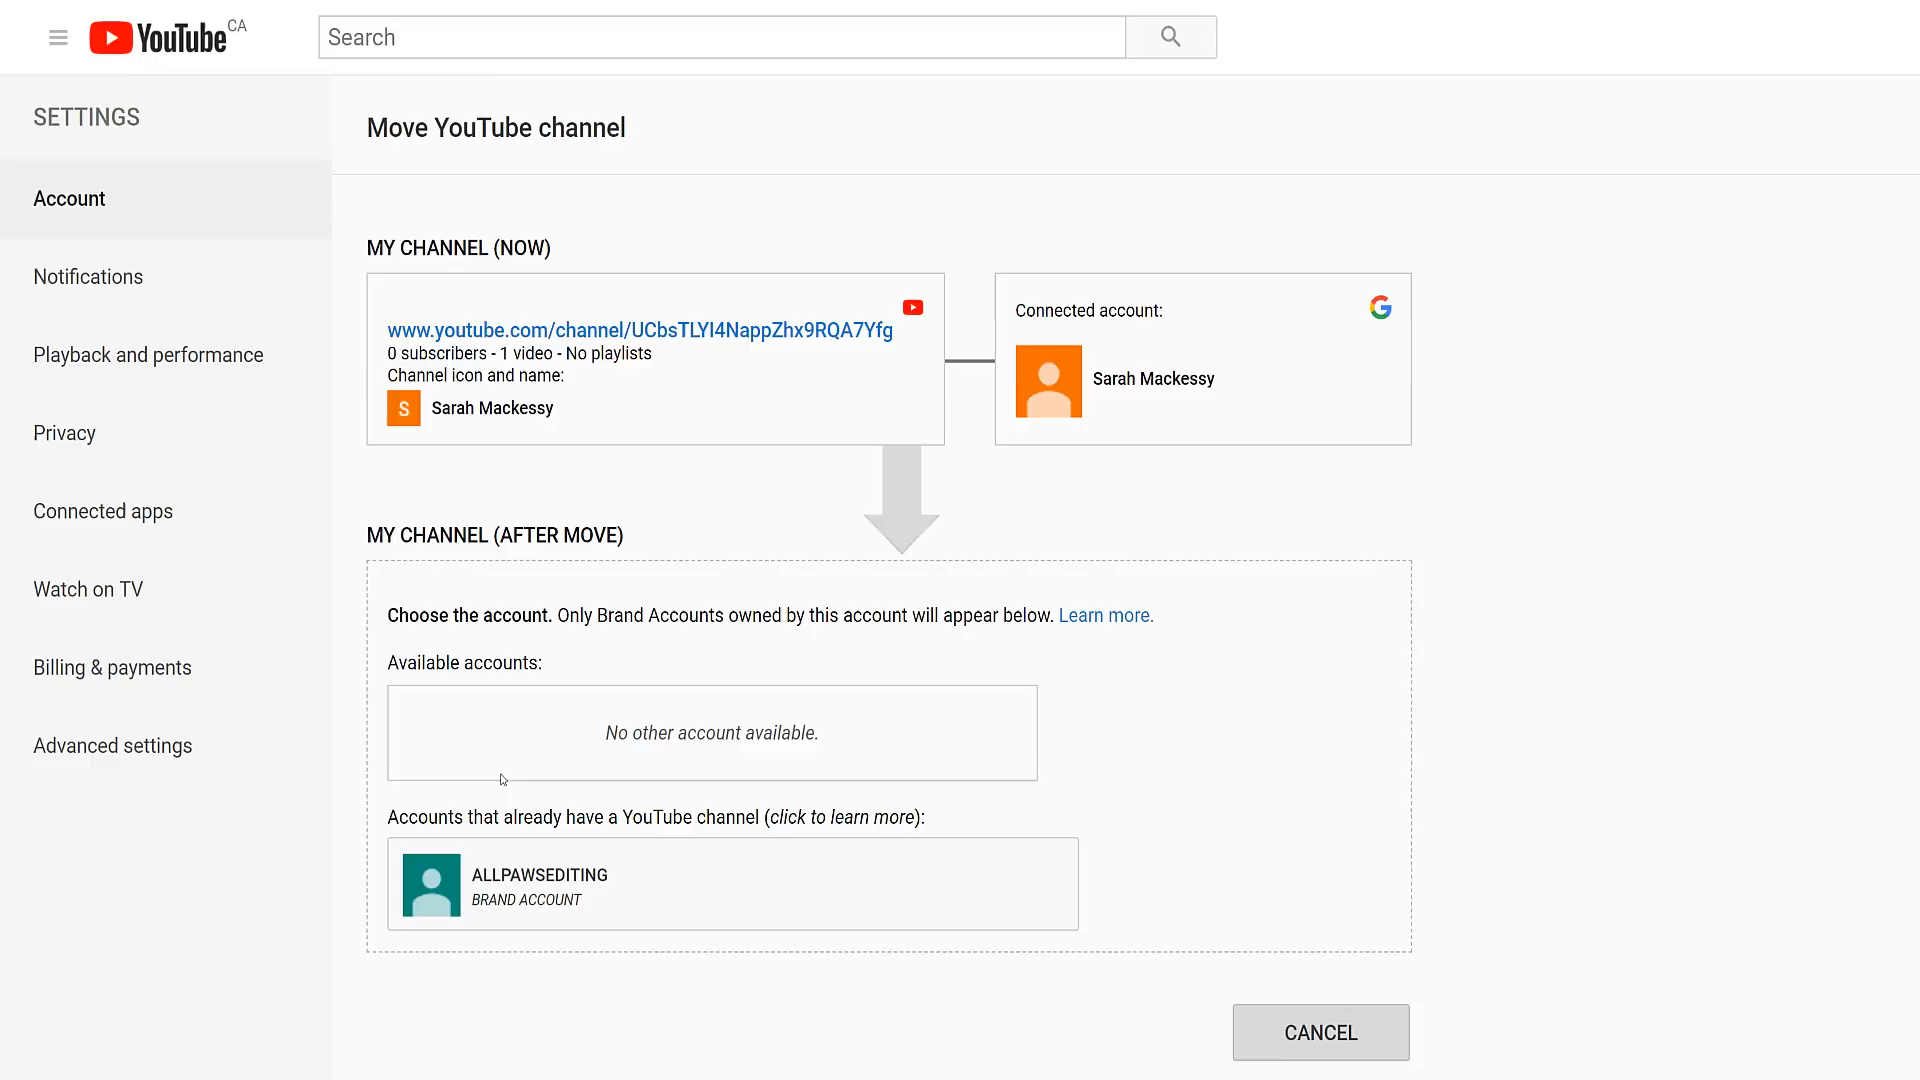 YouTube CA
Search
SETTINGS
Account
Notifications
Playback and performance
Privacy
Connected apps
Watch on TV
Billing & payments
Advanced settings
Move YouTube channel
MY CHANNEL (NOW)
www.youtube.com/channel/UCbsTLYI4NappZhx9RQA7Yfg
0 subscribers - 1 video - No playlists
Channel icon and name:
S Sarah Mackessy
Connected account:
Sarah Mackessy
MY CHANNEL (AFTER MOVE)
Choose the account. Only Brand Accounts owned by this account will appear below. Learn more.
Available accounts:
No other account available.
Accounts that already have a YouTube channel (click to learn more):
ALLPAWSEDITING
BRAND ACCOUNT
CANCEL